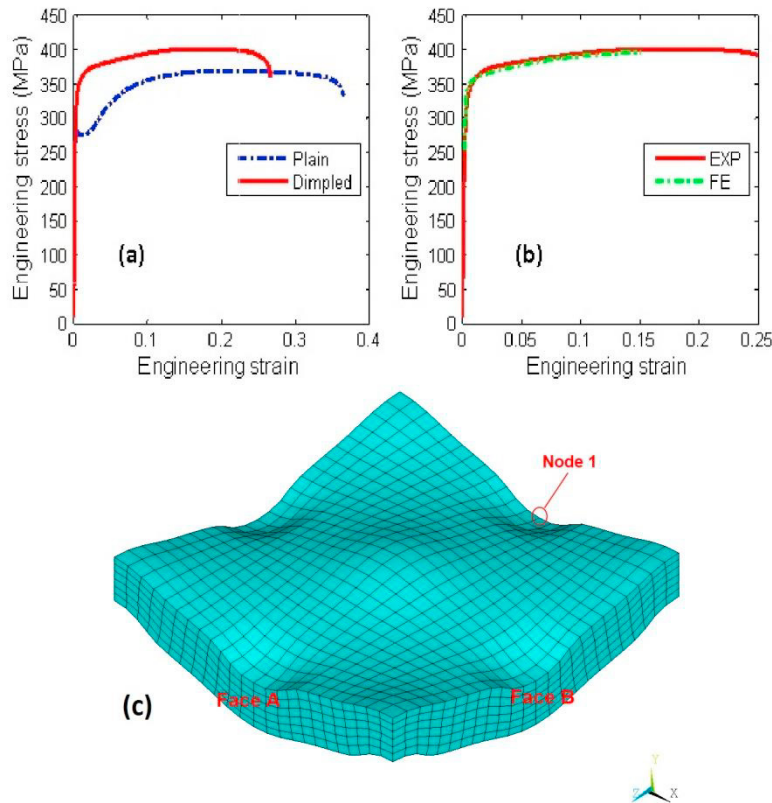 450
400
350
300
250
200
150
100
50
0
Engineering stress (MPa)
Plain
Dimpled
(a)
0 0.1 0.2 0.3 0.4
Engineering strain
450
400
350
300
250
200
150
100
50
0
Engineering stress (MPa)
EXP
FE
(b)
0 0.05 0.1 0.15 0.2 0.25
Engineering strain
Node 1
Face A
Face B
(c)
Y
Z
X